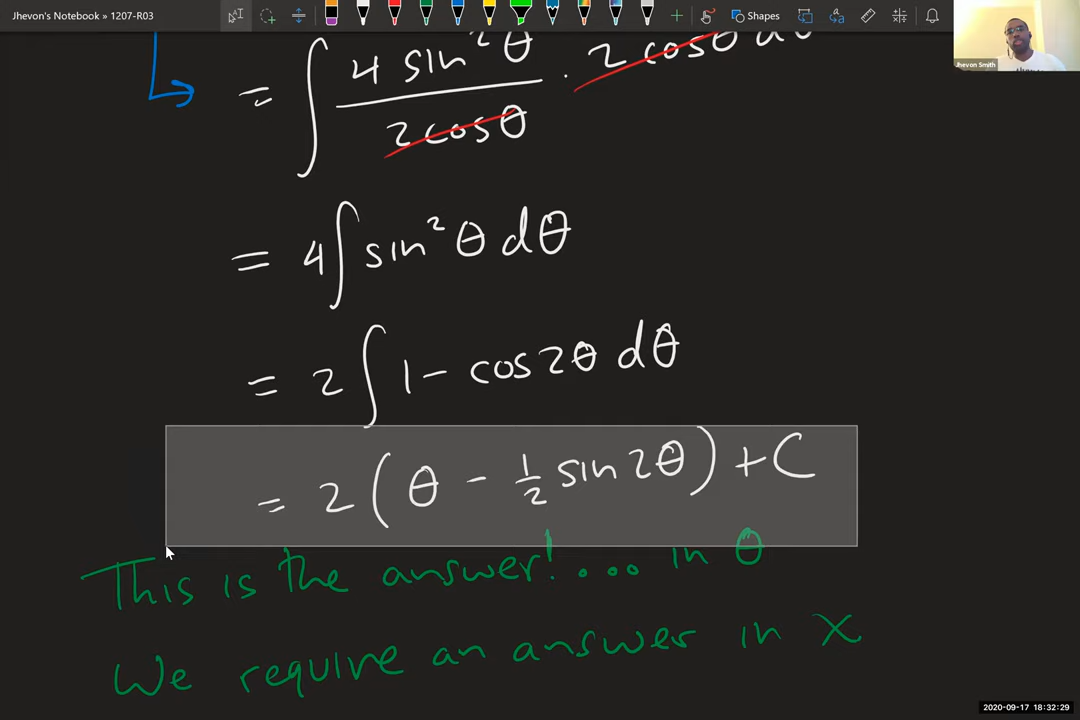 Jhevon's Notebook » 1207-R03
Shapes
Jhevon Smith
= ∫ 4 sin²θ / 2cosθ · 2 cosθ dθ
= 4∫ sin²θ dθ
= 2∫ 1 - cos2θ dθ
= 2(θ - 1/2 sin2θ) + C
This is the answer!... in θ
We require an answer in x
2020-09-17 18:32:29